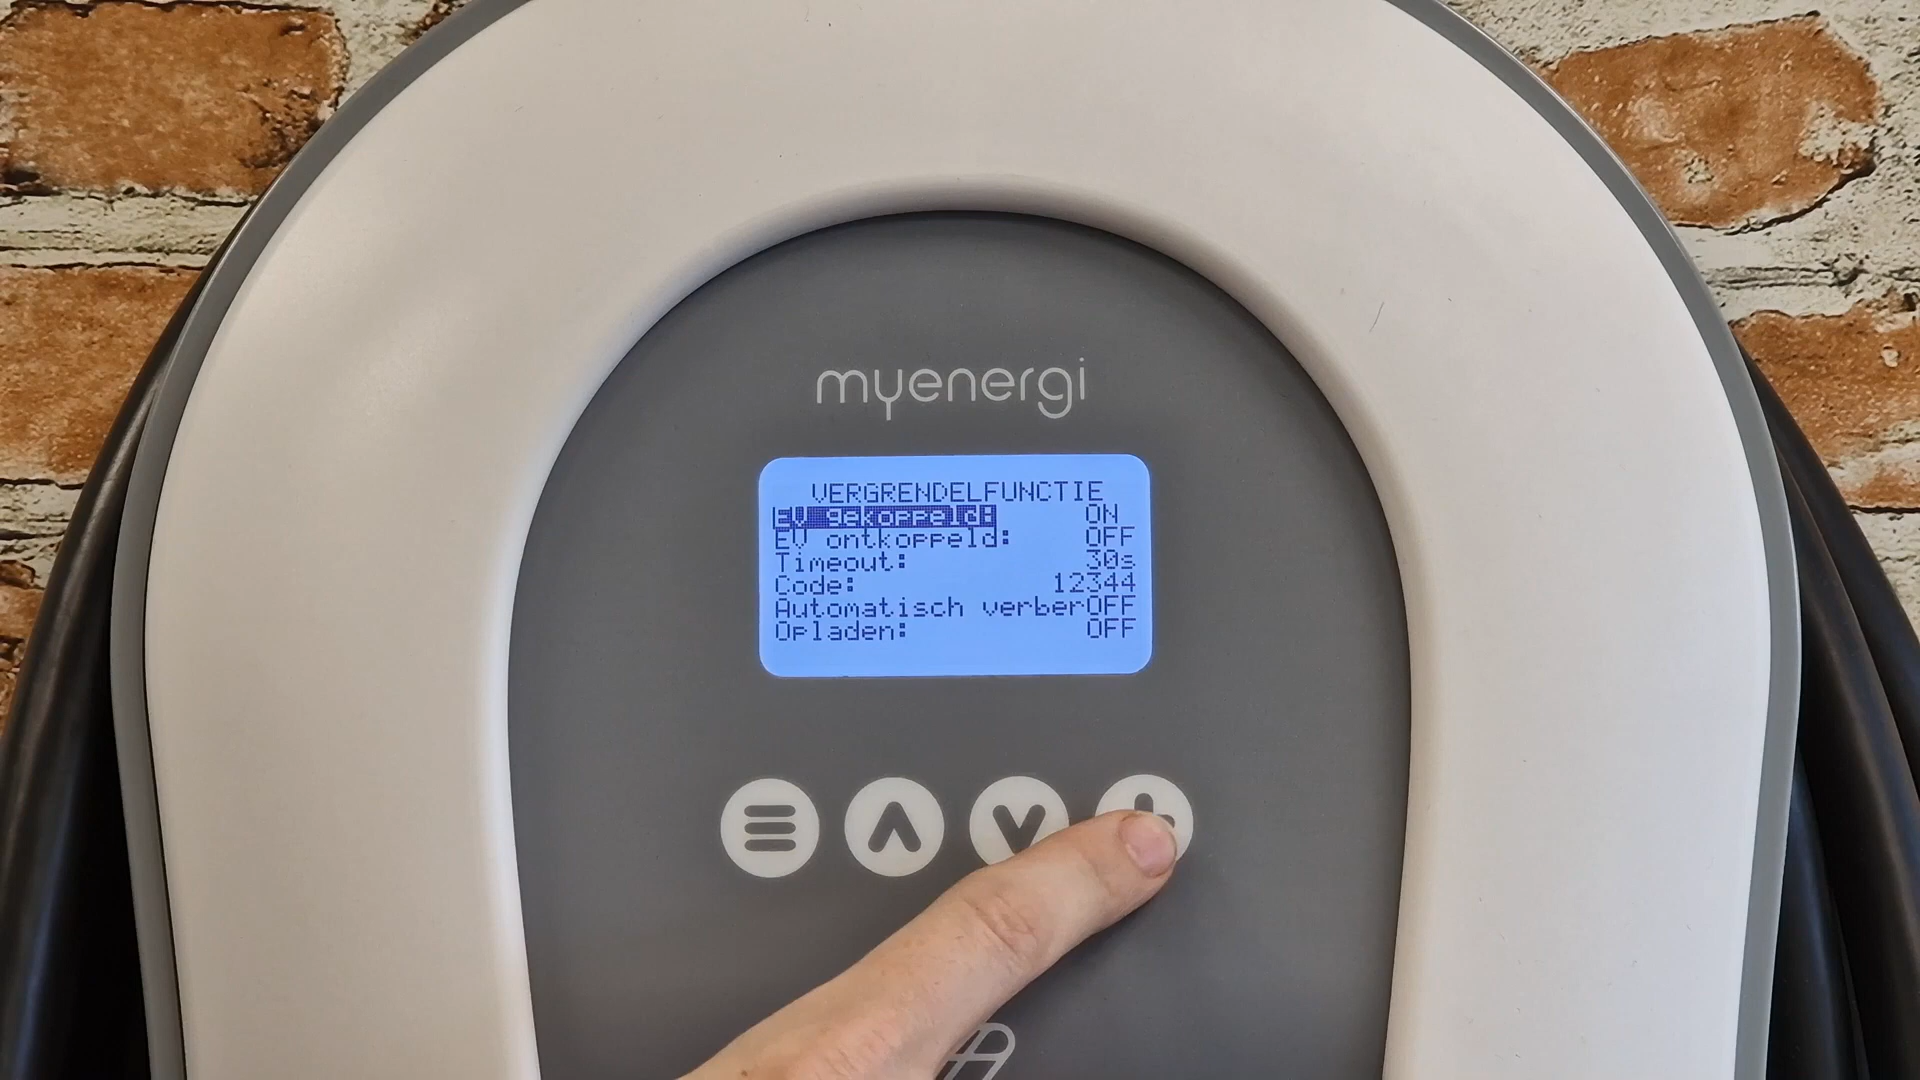 myenergi
VERGRENDELFUNCTIE
EV gekoppeld: ON
EV ontkoppeld: OFF
Timeout: 30s
Code: 12344
Automatisch verberOFF
Opladen: OFF